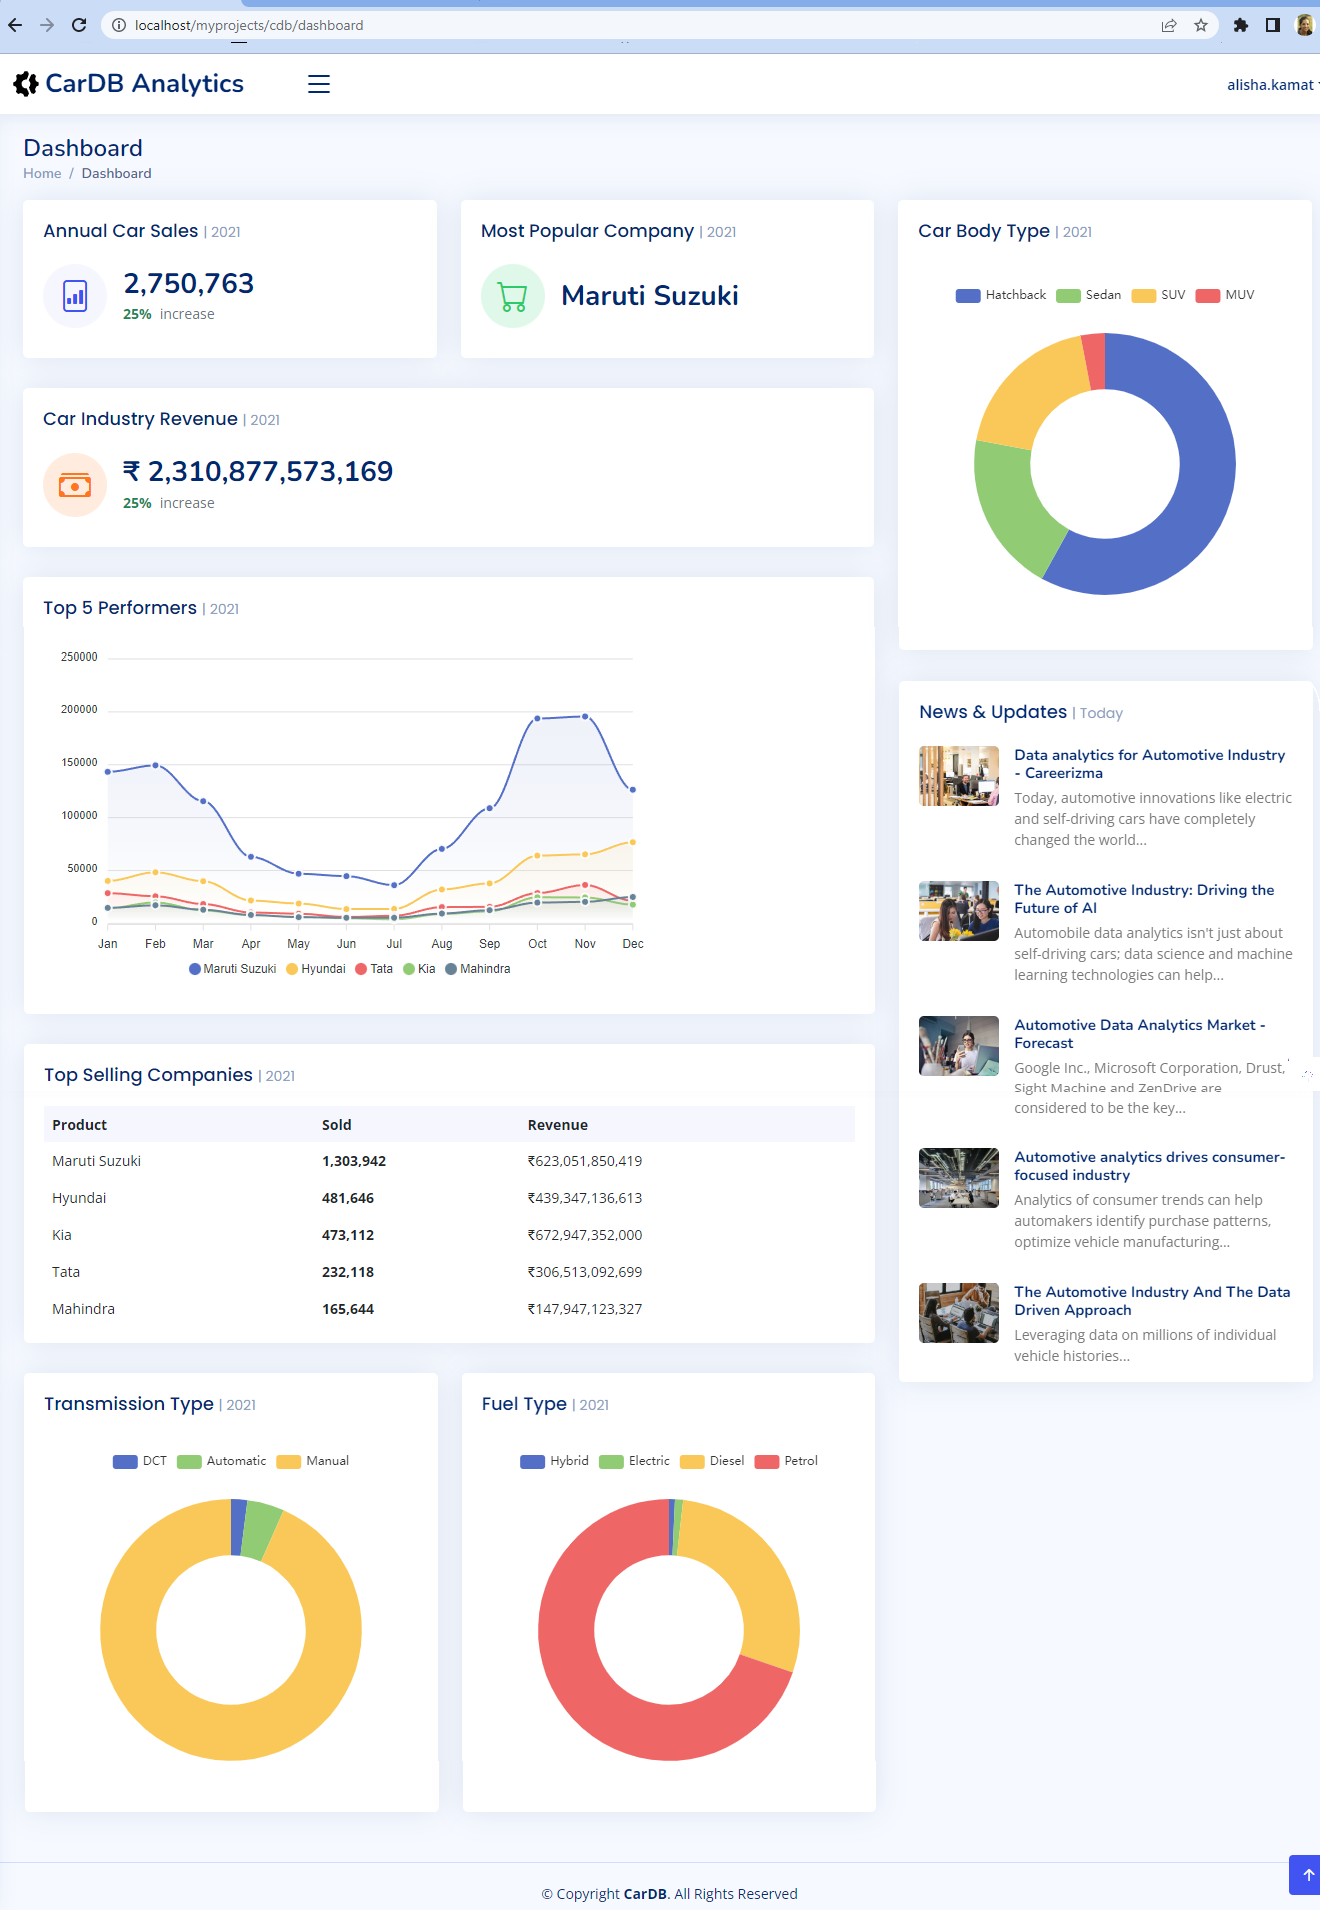 localhost/myprojects/cdb/dashboard
CarDB Analytics
alisha.kamat
Dashboard
Home / Dashboard
Annual Car Sales | 2021
2,750,763
25% increase
Most Popular Company | 2021
Maruti Suzuki
Car Industry Revenue | 2021
₹ 2,310,877,573,169
25% increase
Top 5 Performers | 2021
250000
200000
150000
100000
50000
0
Jan Feb Mar Apr May Jun Jul Aug Sep Oct Nov Dec
Maruti Suzuki Hyundai Tata Kia Mahindra
Top Selling Companies | 2021
Product Sold Revenue
Maruti Suzuki 1,303,942 ₹623,051,850,419
Hyundai 481,646 ₹439,347,136,613
Kia 473,112 ₹672,947,352,000
Tata 232,118 ₹306,513,092,699
Mahindra 165,644 ₹147,947,123,327
Transmission Type | 2021
DCT Automatic Manual
Fuel Type | 2021
Hybrid Electric Diesel Petrol
Car Body Type | 2021
Hatchback Sedan SUV MUV
News & Updates | Today
Data analytics for Automotive Industry
- Careerizma
Today, automotive innovations like electric
and self-driving cars have completely
changed the world...
The Automotive Industry: Driving the
Future of AI
Automobile data analytics isn't just about
self-driving cars; data science and machine
learning technologies can help...
Automotive Data Analytics Market -
Forecast
Google Inc., Microsoft Corporation, Drust,
Sight Machine and ZenDrive are
considered to be the key...
Automotive analytics drives consumer-
focused industry
Analytics of consumer trends can help
automakers identify purchase patterns,
optimize vehicle manufacturing...
The Automotive Industry And The Data
Driven Approach
Leveraging data on millions of individual
vehicle histories...
© Copyright CarDB. All Rights Reserved